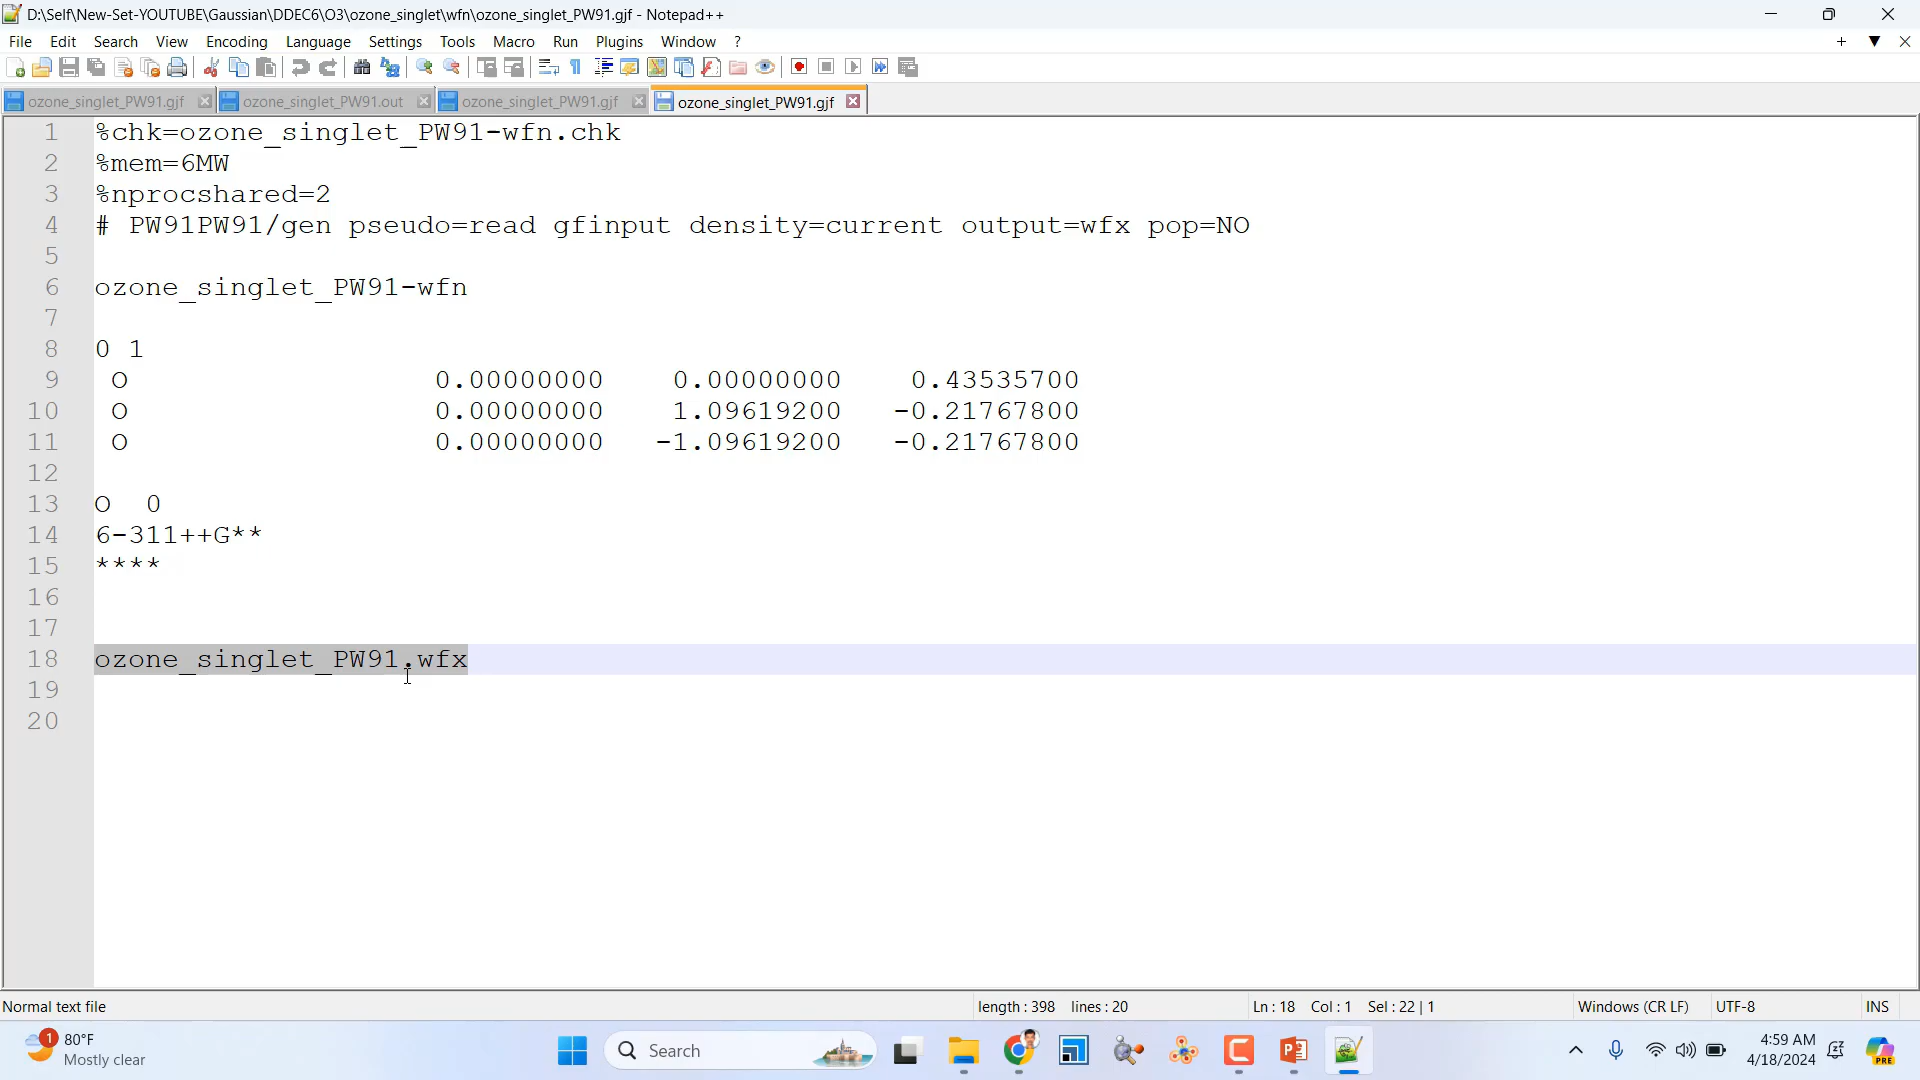 D:\Self\New-Set-YOUTUBE\Gaussian\DDEC6\O3\ozone_singlet\wfn\ozone_singlet_PW91.gjf - Notepad++
File Edit Search View Encoding Language Settings Tools Macro Run Plugins Window ?
ozone_singlet_PW91.gjf ozone_singlet_PW91.out ozone_singlet_PW91.gjf ozone_singlet_PW91.gjf
1 %chk=ozone_singlet_PW91-wfn.chk
2 %mem=6MW
3 %nprocshared=2
4 # PW91PW91/gen pseudo=read gfinput density=current output=wfx pop=NO
5
6 ozone_singlet_PW91-wfn
7
8 0 1
9 O 0.00000000 0.00000000 0.43535700
10 O 0.00000000 1.09619200 -0.21767800
11 O 0.00000000 -1.09619200 -0.21767800
12
13 O 0
14 6-311++G**
15 ****
16
17
18 ozone_singlet_PW91.wfx
19
20
Normal text file length : 398 lines : 20 Ln : 18 Col : 1 Sel : 22 | 1 Windows (CR LF) UTF-8 INS
1 80°F
Mostly clear
Search
4:59 AM
4/18/2024
PRE